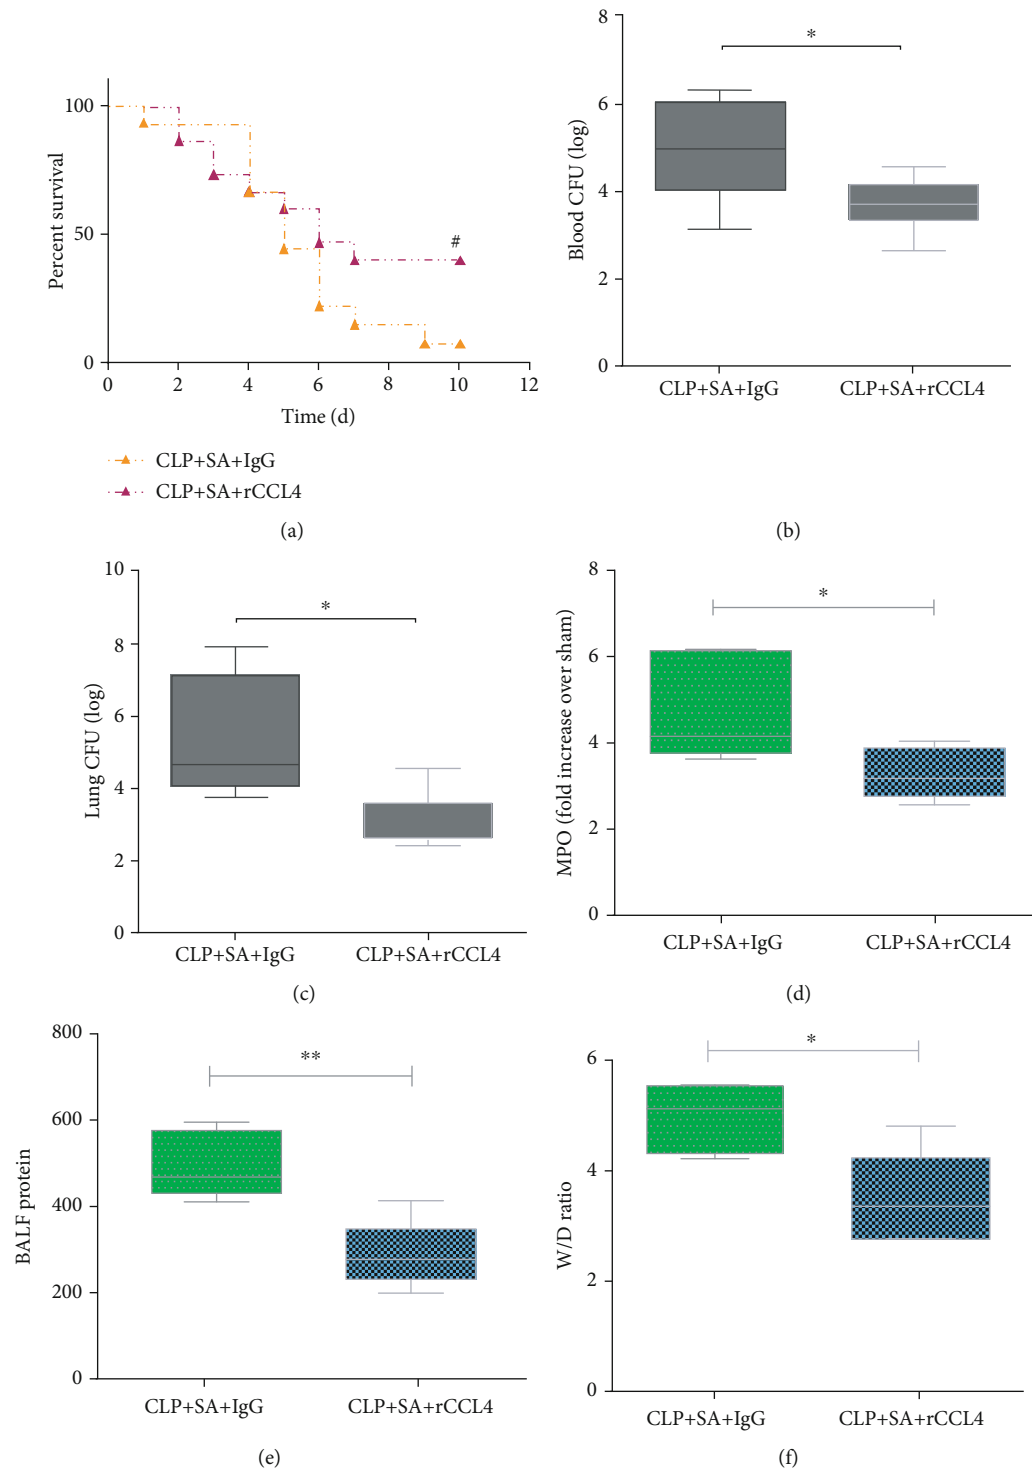 100
50
0
Percent survival
#
0 2 4 6 8 10 12
Time (d)
CLP+SA+IgG
CLP+SA+rCCL4
(a)
8
6
4
2
0
Blood CFU (log)
*
CLP+SA+IgG CLP+SA+rCCL4
(b)
10
8
6
4
2
0
Lung CFU (log)
*
CLP+SA+IgG CLP+SA+rCCL4
(c)
8
6
4
2
0
MPO (fold increase over sham)
*
CLP+SA+IgG CLP+SA+rCCL4
(d)
800
600
400
200
0
BALF protein
**
CLP+SA+IgG CLP+SA+rCCL4
(e)
6
4
2
0
W/D ratio
*
CLP+SA+IgG CLP+SA+rCCL4
(f)